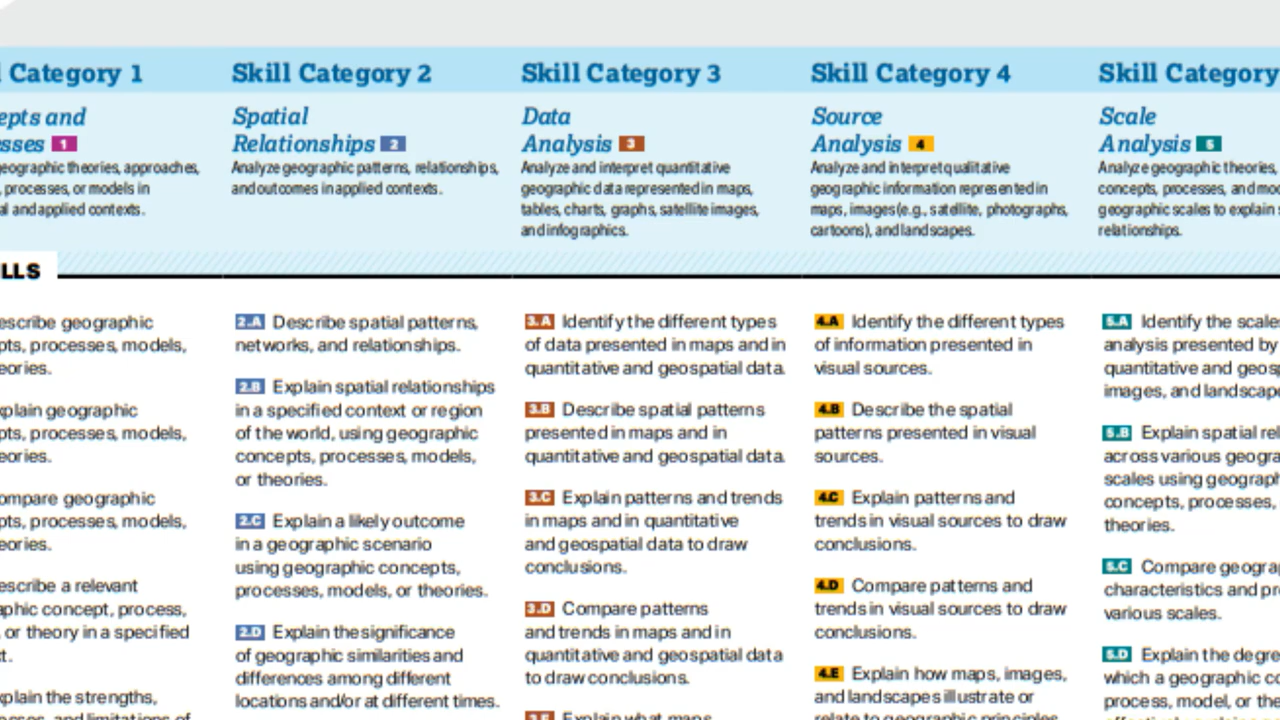 Category 1
epts and
sses 1
geographic theories, approaches,
, processes, or models in
al and applied contexts.
Skill Category 2
Spatial
Relationships 2
Analyze geographic patterns, relationships,
and outcomes in applied contexts.
Skill Category 3
Data
Analysis 3
Analyze and interpret quantitative
geographic data represented in maps,
tables, charts, graphs, satellite images,
and infographics.
Skill Category 4
Source
Analysis 4
Analyze and interpret qualitative
geographic information represented in
maps, images (e.g., satellite, photographs,
cartoons), and landscapes.
Skill Category
Scale
Analysis 5
Analyze geographic theories,
concepts, processes, and mo
geographic scales to explain s
relationships.
LLS
escribe geographic
pts, processes, models,
eories.
xplain geographic
pts, processes, models,
eories.
ompare geographic
pts, processes, models,
eories.
escribe a relevant
aphic concept, process,
, or theory in a specified
t.
xplain the strengths,
esses, and limitations of
2.A Describe spatial patterns,
networks, and relationships.
2.B Explain spatial relationships
in a specified context or region
of the world, using geographic
concepts, processes, models,
or theories.
2.C Explain a likely outcome
in a geographic scenario
using geographic concepts,
processes, models, or theories.
2.D Explain the significance
of geographic similarities and
differences among different
locations and/or at different times.
3.A Identify the different types
of data presented in maps and in
quantitative and geospatial data.
3.B Describe spatial patterns
presented in maps and in
quantitative and geospatial data.
3.C Explain patterns and trends
in maps and in quantitative
and geospatial data to draw
conclusions.
3.D Compare patterns
and trends in maps and in
quantitative and geospatial data
to draw conclusions.
3.E Explain what maps
4.A Identify the different types
of information presented in
visual sources.
4.B Describe the spatial
patterns presented in visual
sources.
4.C Explain patterns and
trends in visual sources to draw
conclusions.
4.D Compare patterns and
trends in visual sources to draw
conclusions.
4.E Explain how maps, images,
and landscapes illustrate or
relate to geographic principles
5.A Identify the scale
analysis presented by
quantitative and geosp
images, and landscape
5.B Explain spatial rel
across various geogra
scales using geograph
concepts, processes,
theories.
5.C Compare geogra
characteristics and pr
various scales.
5.D Explain the degre
which a geographic co
process, model, or the